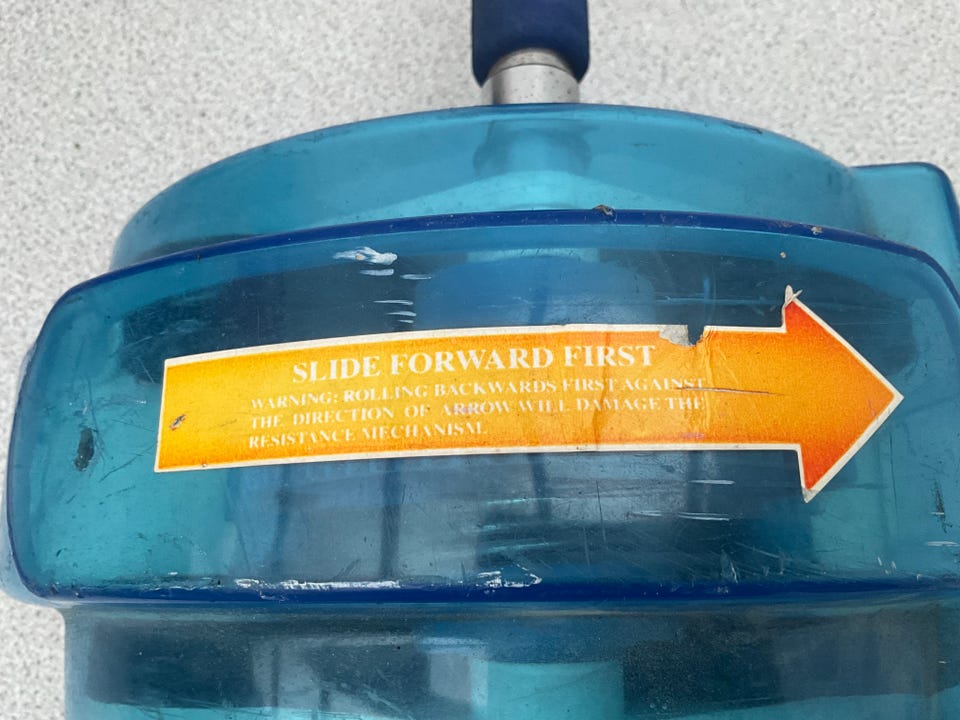 SLIDE FORWARD FIRST
WARNING: ROLLING BACKWARDS FIRST AGAINST
THE DIRECTION OF ARROW WILL DAMAGE THE
RESISTANCE MECHANISM.